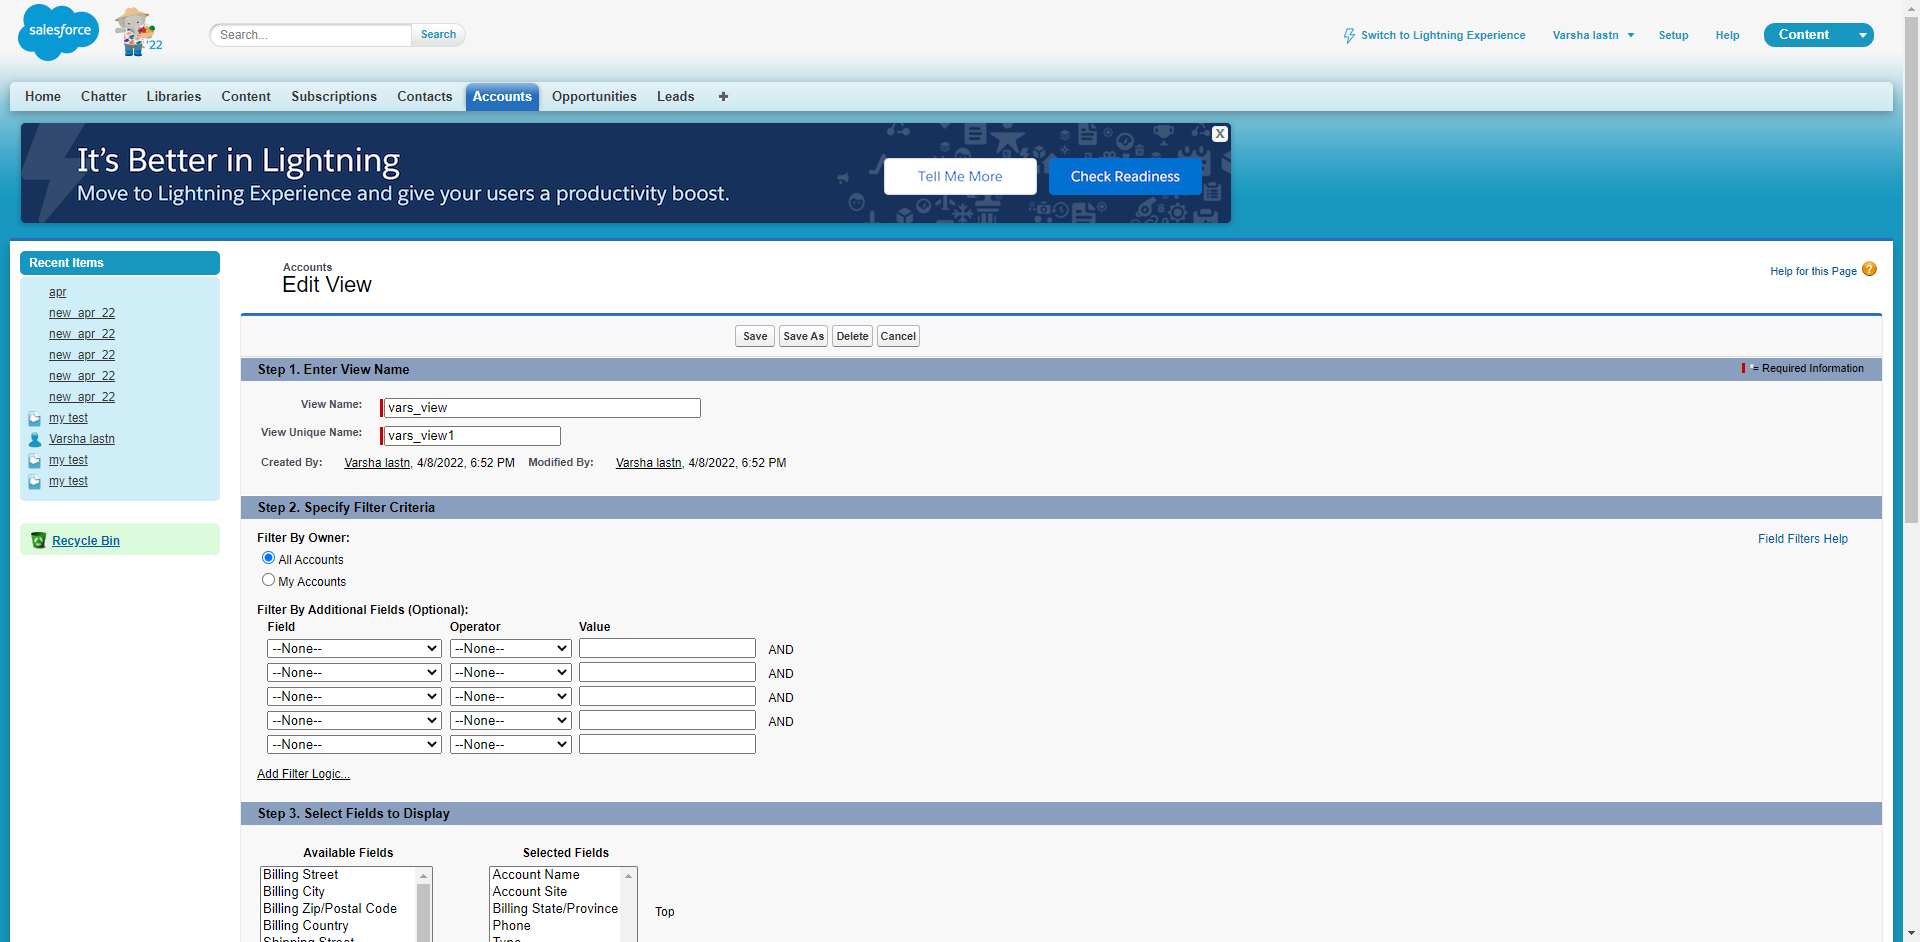 salesforce
'22
Search...
Search
Switch to Lightning Experience
Varsha lastn
Setup
Help
Content
Home Chatter Libraries Content Subscriptions Contacts Accounts Opportunities Leads +
It's Better in Lightning
Move to Lightning Experience and give your users a productivity boost.
Tell Me More
Check Readiness
X
Recent Items
apr
new_apr_22
new_apr_22
new_apr_22
new_apr_22
new_apr_22
my test
Varsha lastn
my test
my test
Recycle Bin
Accounts
Edit View
Help for this Page ?
Save Save As Delete Cancel
Step 1. Enter View Name
= Required Information
View Name: vars_view
View Unique Name: vars_view1
Created By: Varsha lastn, 4/8/2022, 6:52 PM Modified By: Varsha lastn, 4/8/2022, 6:52 PM
Step 2. Specify Filter Criteria
Filter By Owner:
Field Filters Help
All Accounts
My Accounts
Filter By Additional Fields (Optional):
Field Operator Value
--None-- --None-- AND
--None-- --None-- AND
--None-- --None-- AND
--None-- --None-- AND
--None-- --None--
Add Filter Logic...
Step 3. Select Fields to Display
Available Fields
Billing Street
Billing City
Billing Zip/Postal Code
Billing Country
Shipping Street
Selected Fields
Account Name
Account Site
Billing State/Province
Phone
Type
Top